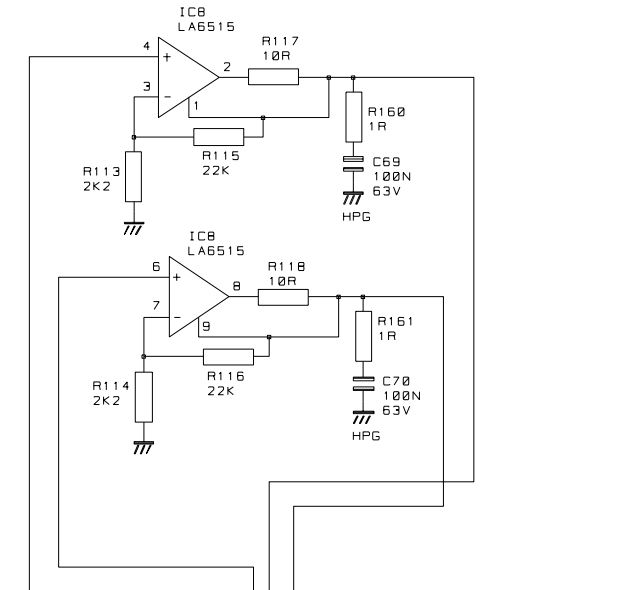 IC8
LA6515
4
+
3
-
2
1
R117
10R
R160
1R
R115
22K
R113
2K2
C69
100N
63V
HPG
IC8
LA6515
6
+
7
-
8
9
R118
10R
R161
1R
R116
22K
R114
2K2
C70
100N
63V
HPG